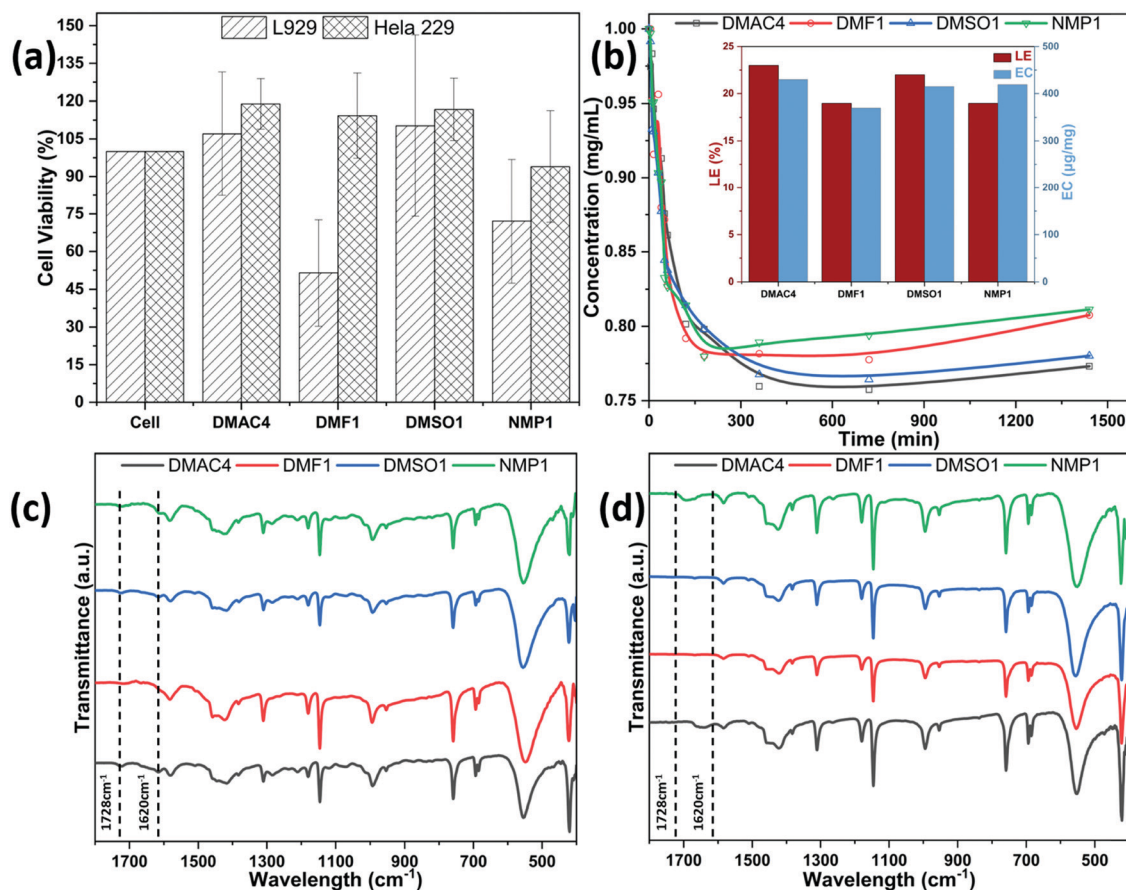 (a)
L929 Hela 229
Cell Viability (%)
150
135
120
105
90
75
60
45
30
15
0
Cell DMAC4 DMF1 DMSO1 NMP1
(b)
DMAC4 DMF1 DMSO1 NMP1
Concentration (mg/mL)
1.00
0.95
0.90
0.85
0.80
0.75
0 300 600 900 1200 1500
Time (min)
LE
EC
LE (%)
25
20
15
10
5
0
EC (µg/mg)
500
400
300
200
100
0
DMAC4 DMF1 DMSO1 NMP1
(c)
DMAC4 DMF1 DMSO1 NMP1
Transmittance (a.u.)
1728cm-1
1620cm-1
1700 1500 1300 1100 900 700 500
Wavelength (cm-1)
(d)
DMAC4 DMF1 DMSO1 NMP1
Transmittance (a.u.)
1728cm-1
1620cm-1
1700 1500 1300 1100 900 700 500
Wavelength (cm-1)